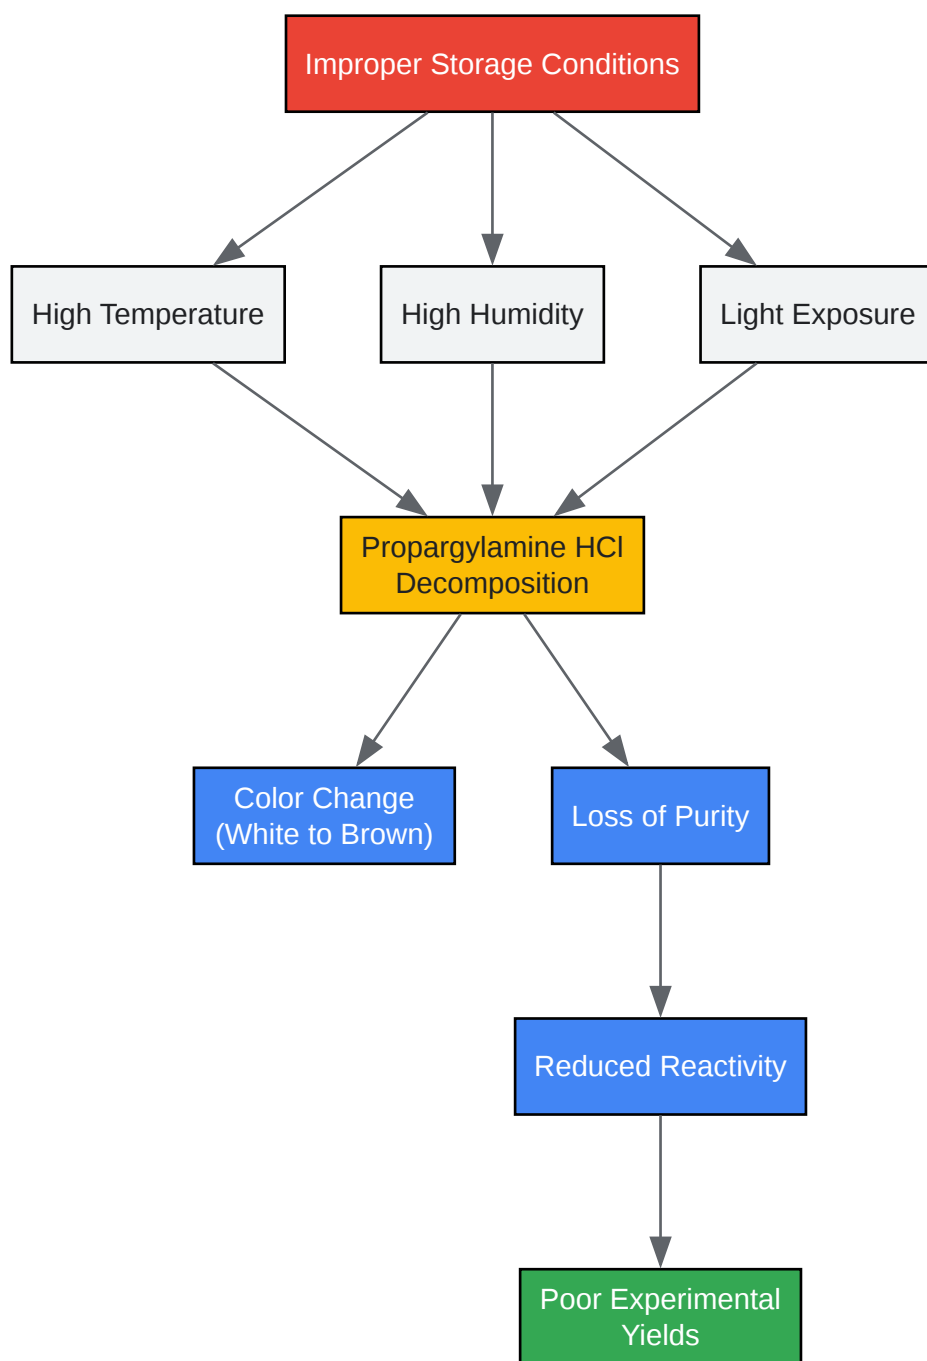 Improper Storage Conditions
High Temperature
High Humidity
Light Exposure
Propargylamine HCl
Decomposition
Color Change
(White to Brown)
Loss of Purity
Reduced Reactivity
Poor Experimental
Yields